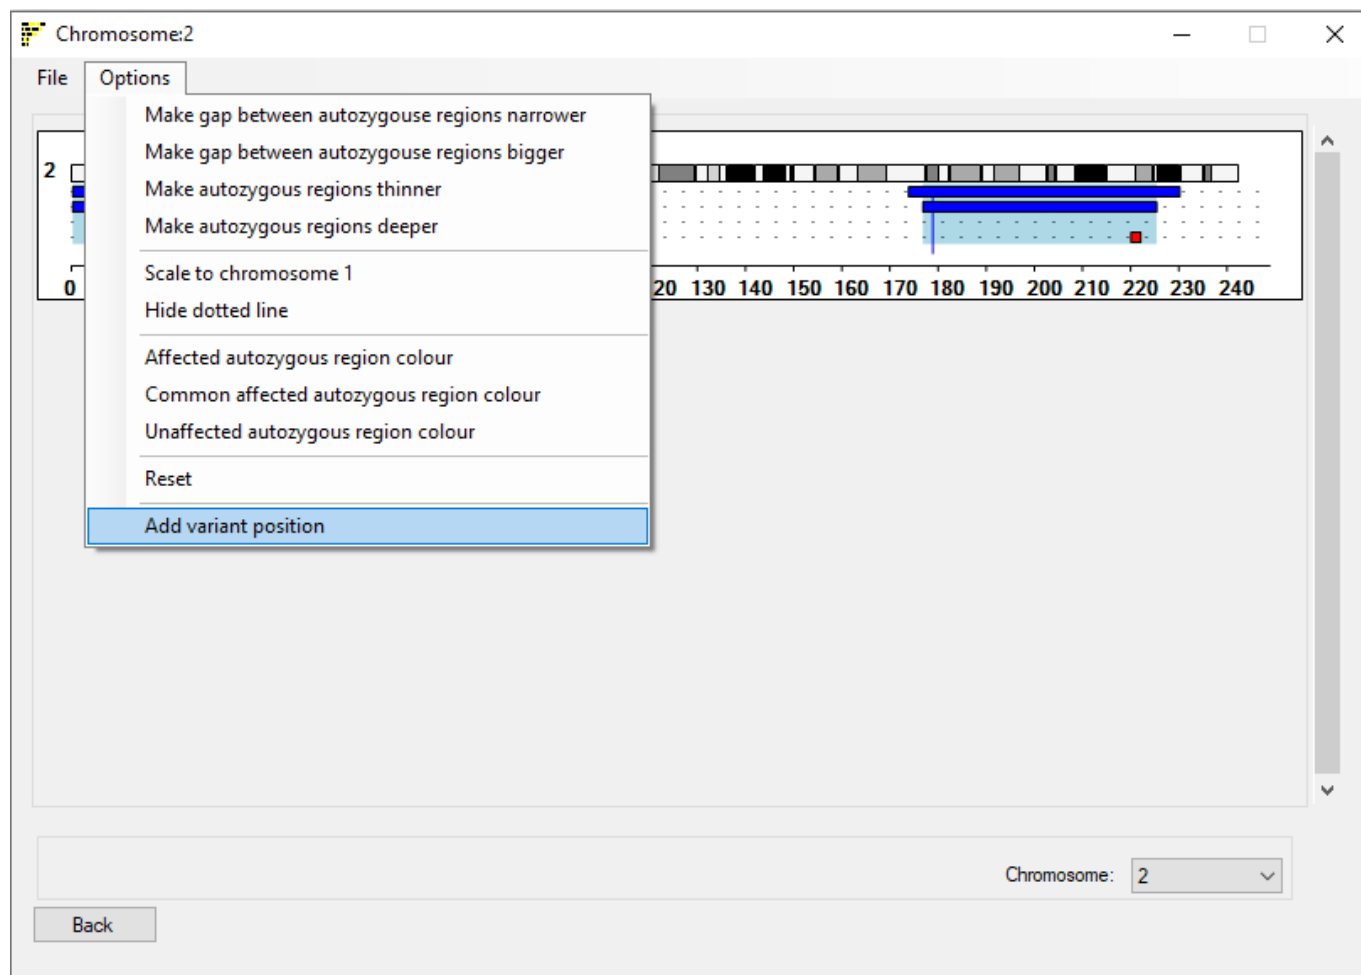 Chromosome:2
File Options
Make gap between autozygouse regions narrower
Make gap between autozygouse regions bigger
Make autozygous regions thinner
Make autozygous regions deeper
Scale to chromosome 1
Hide dotted line
Affected autozygous region colour
Common affected autozygous region colour
Unaffected autozygous region colour
Reset
Add variant position
2
0 20 130 140 150 160 170 180 190 200 210 220 230 240
Chromosome: 2
Back